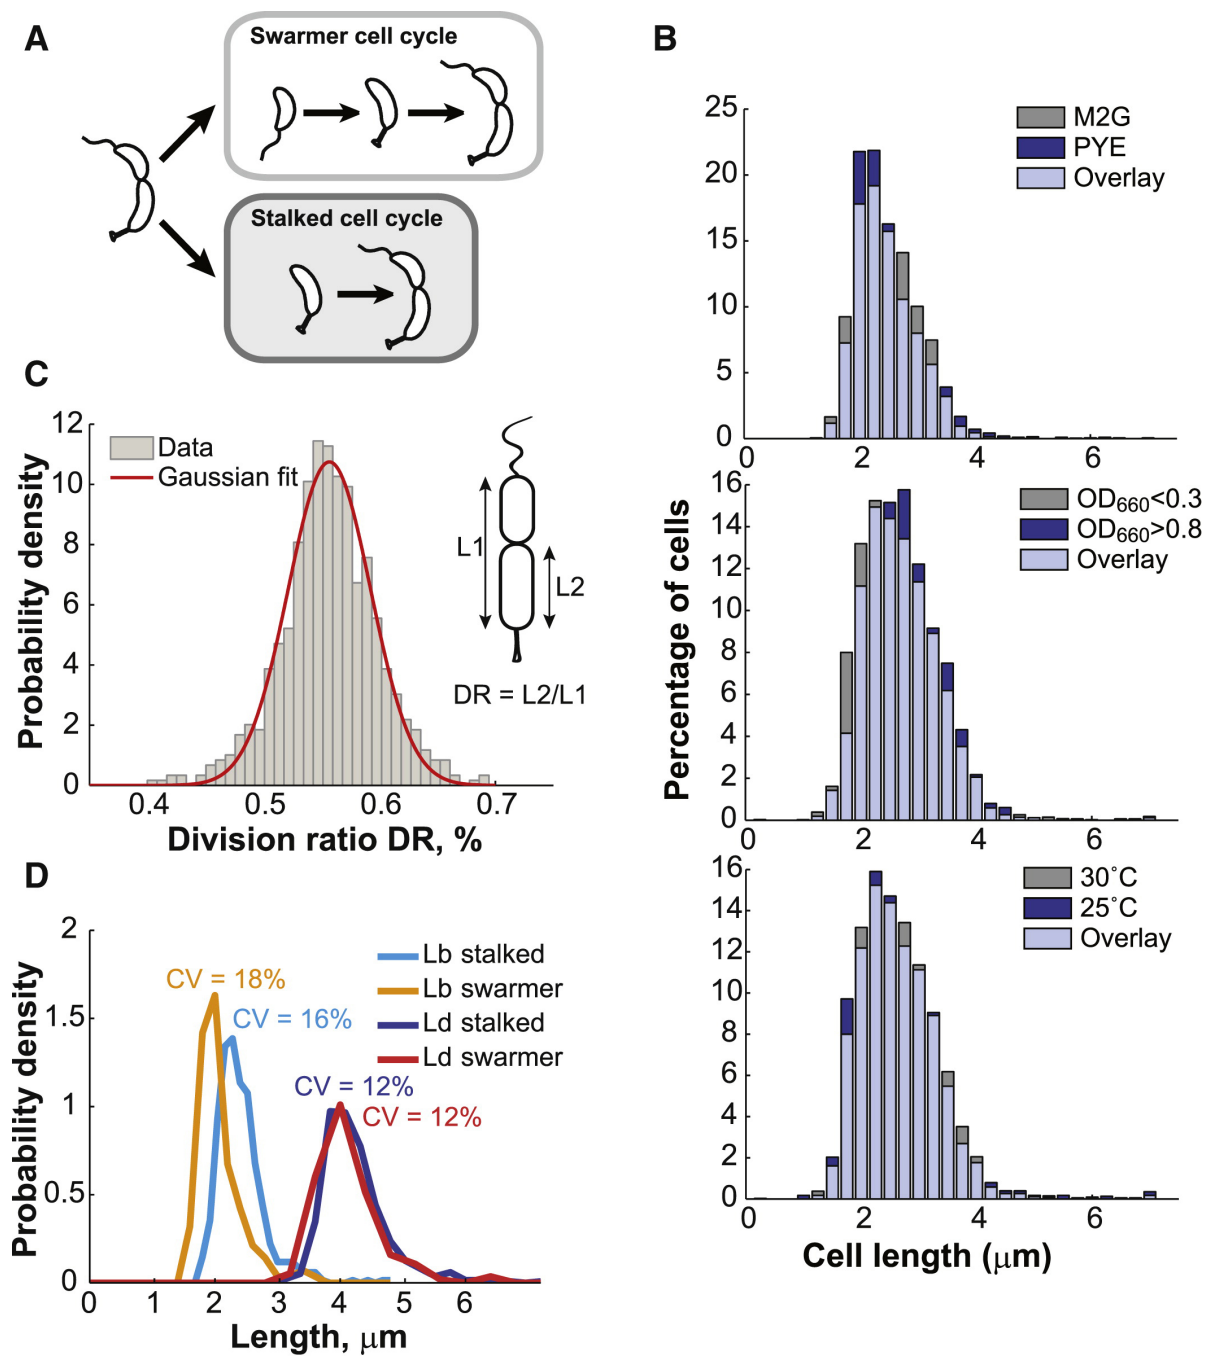 A
Swarmer cell cycle
Stalked cell cycle
B
25
20
15
10
5
0
M2G
PYE
Overlay
0 2 4 6
16
14
12
10
8
6
4
2
0
OD660<0.3
OD660>0.8
Overlay
0 2 4 6
16
14
12
10
8
6
4
2
0
30˚C
25˚C
Overlay
0 2 4 6
Percentage of cells
Cell length (μm)
C
12
10
8
6
4
2
0
Data
Gaussian fit
L1
L2
DR = L2/L1
0.4 0.5 0.6 0.7
Probability density
Division ratio DR, %
D
2
1.5
1
0.5
0
CV = 18%
CV = 16%
CV = 12%
CV = 12%
Lb stalked
Lb swarmer
Ld stalked
Ld swarmer
0 1 2 3 4 5 6
Probability density
Length, μm